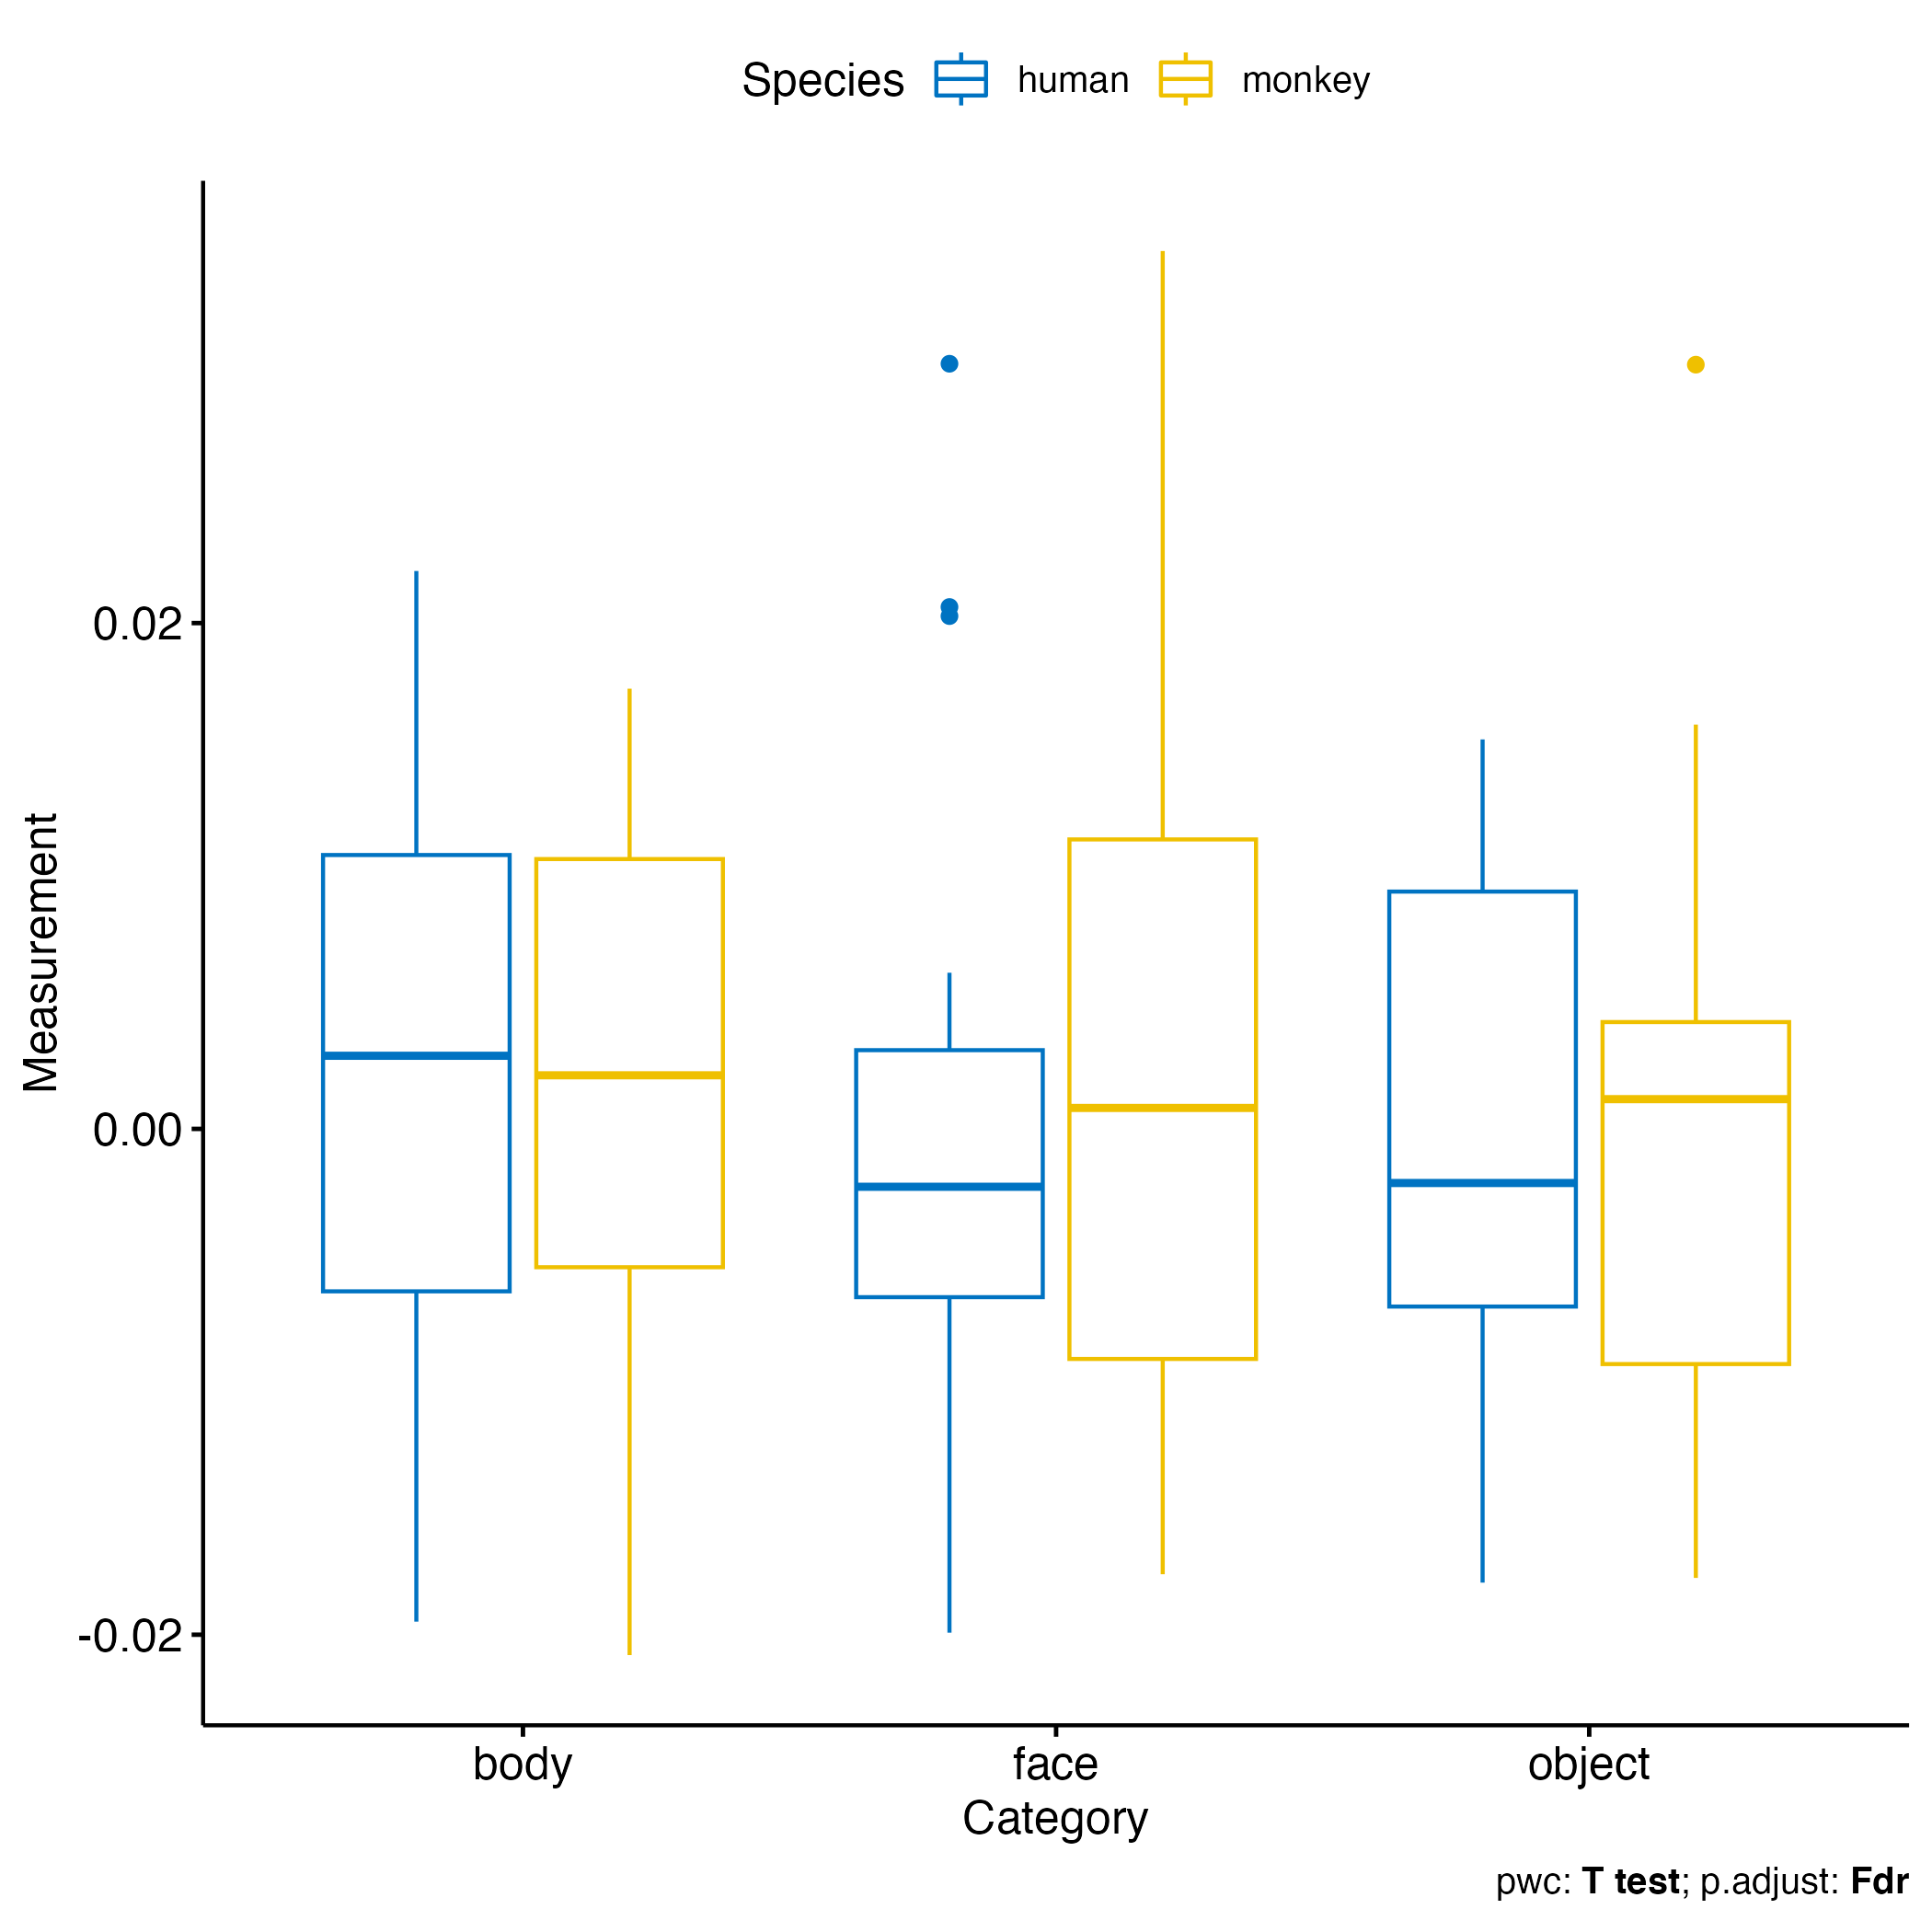 Species human monkey
Measurement
0.02
0.00
-0.02
body face object
Category
pwc: T test; p.adjust: Fdr